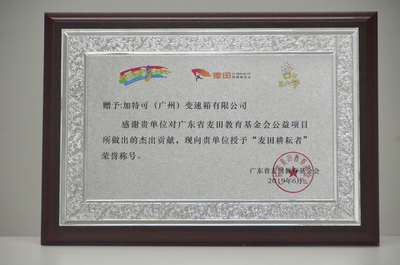 麦田
赠予:加特可（广州）变速箱有限公司
感谢贵单位对广东省麦田教育基金会公益项目
所做出的杰出贡献，现向贵单位授予“麦田耕耘者”
荣誉称号。
广东省麦田教育基金会
2019年6月